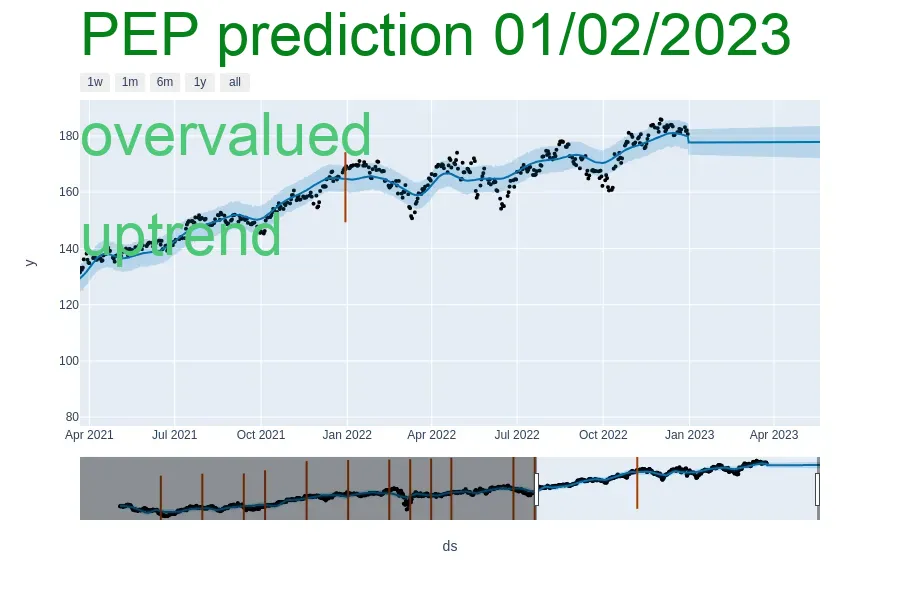 PEP prediction 01/02/2023
1w 1m 6m 1y all
overvalued
uptrend
180
160
140
120
100
80
y
Apr 2021 Jul 2021 Oct 2021 Jan 2022 Apr 2022 Jul 2022 Oct 2022 Jan 2023 Apr 2023
ds